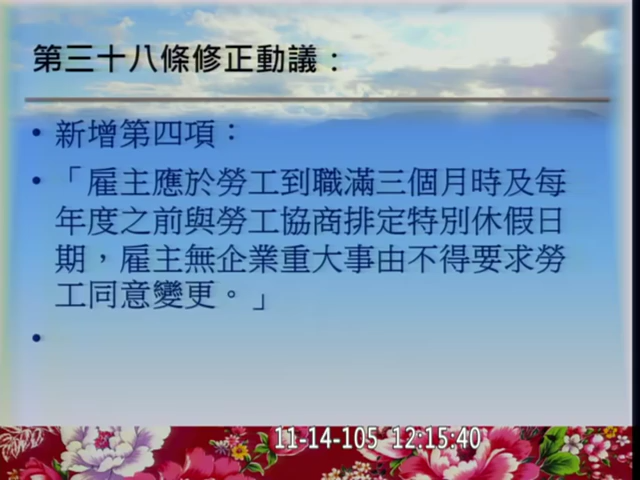 第三十八條修正動議：
• 新增第四項：
• 「雇主應於勞工到職滿三個月時及每
年度之前與勞工協商排定特別休假日
期，雇主無企業重大事由不得要求勞
工同意變更。」
•
11-14-105 12:15:40